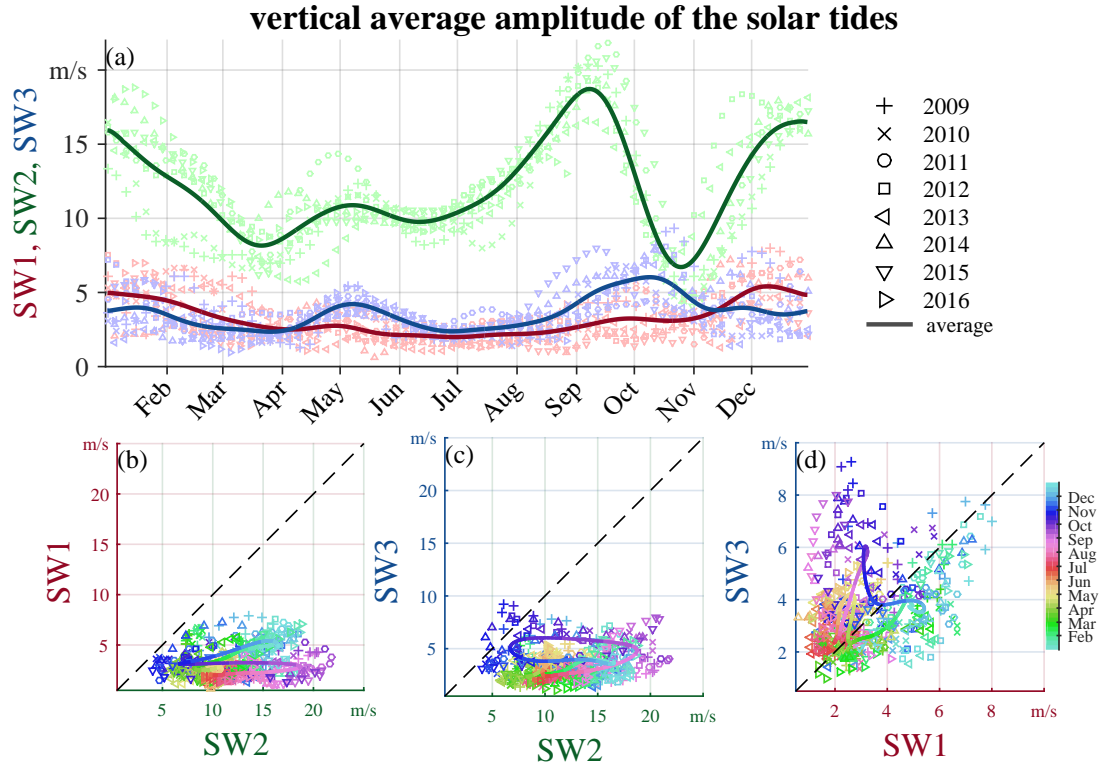 vertical average amplitude of the solar tides
(a)
m/s
15
10
5
0
SW1, SW2, SW3
Feb
Mar
Apr
May
Jun
Jul
Aug
Sep
Oct
Nov
Dec
2009
2010
2011
2012
2013
2014
2015
2016
average
(b)
m/s
20
15
10
5
SW1
5
10
15
20
m/s
SW2
(c)
m/s
20
15
10
5
SW3
5
10
15
20
m/s
SW2
(d)
m/s
8
6
4
2
SW3
2
4
6
8
m/s
SW1
Dec
Nov
Oct
Sep
Aug
Jul
Jun
May
Apr
Mar
Feb